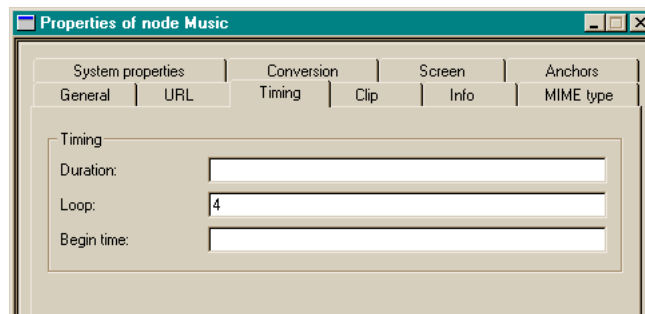 Properties of node Music
System properties Conversion Screen Anchors
General URL Timing Clip Info MIME type
Timing
Duration:
Loop: 4
Begin time: